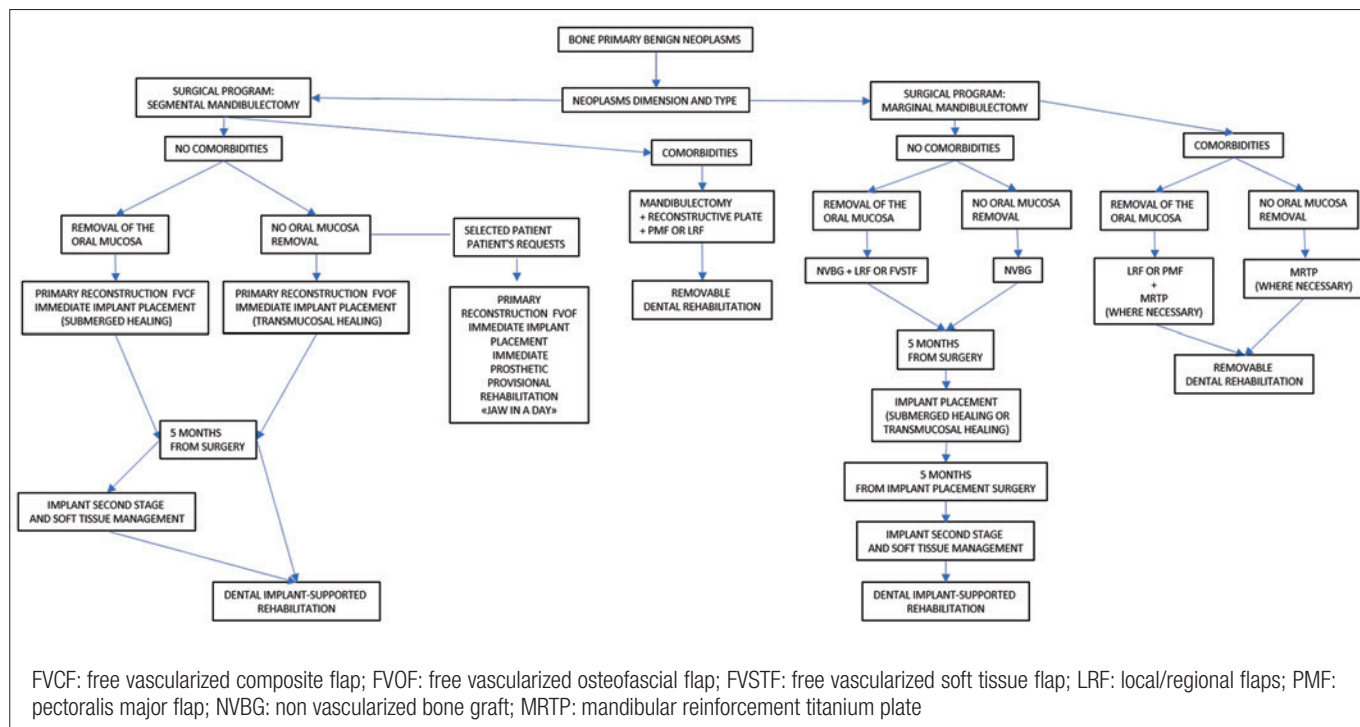 BONE PRIMARY BENIGN NEOPLASMS
SURGICAL PROGRAM:
SEGMENTAL MANDIBULECTOMY
NEOPLASMS DIMENSION AND TYPE
SURGICAL PROGRAM:
MARGINAL MANDIBULECTOMY
NO COMORBIDITIES
COMORBIDITIES
NO COMORBIDITIES
COMORBIDITIES
REMOVAL OF THE
ORAL MUCOSA
NO ORAL MUCOSA
REMOVAL
SELECTED PATIENT
PATIENT'S REQUESTS
MANDIBULECTOMY
+ RECONSTRUCTIVE PLATE
+ PMF OR LRF
REMOVAL OF THE
ORAL MUCOSA
NO ORAL MUCOSA
REMOVAL
REMOVAL OF THE
ORAL MUCOSA
NO ORAL MUCOSA
REMOVAL
PRIMARY RECONSTRUCTION FVCF
IMMEDIATE IMPLANT PLACEMENT
(SUBMERGED HEALING)
PRIMARY RECONSTRUCTION FVOF
IMMEDIATE IMPLANT PLACEMENT
(TRANSMUCOSAL HEALING)
PRIMARY
RECONSTRUCTION FVOF
IMMEDIATE IMPLANT
PLACEMENT
IMMEDIATE
PROSTHETIC
PROVISIONAL
REHABILITATION
«JAW IN A DAY»
REMOVABLE
DENTAL REHABILITATION
NVBG + LRF OR FVSTF
NVBG
LRF OR PMF
+
MRTP
(WHERE NECESSARY)
MRTP
(WHERE NECESSARY)
5 MONTHS
FROM SURGERY
REMOVABLE
DENTAL REHABILITATION
IMPLANT PLACEMENT
(SUBMERGED HEALING OR
TRANSMUCOSAL HEALING)
5 MONTHS
FROM SURGERY
5 MONTHS
FROM IMPLANT PLACEMENT SURGERY
IMPLANT SECOND STAGE
AND SOFT TISSUE MANAGEMENT
IMPLANT SECOND STAGE
AND SOFT TISSUE MANAGEMENT
DENTAL IMPLANT-SUPPORTED
REHABILITATION
DENTAL IMPLANT-SUPPORTED
REHABILITATION
FVCF: free vascularized composite flap; FVOF: free vascularized osteofascial flap; FVSTF: free vascularized soft tissue flap; LRF: local/regional flaps; PMF:
pectoralis major flap; NVBG: non vascularized bone graft; MRTP: mandibular reinforcement titanium plate